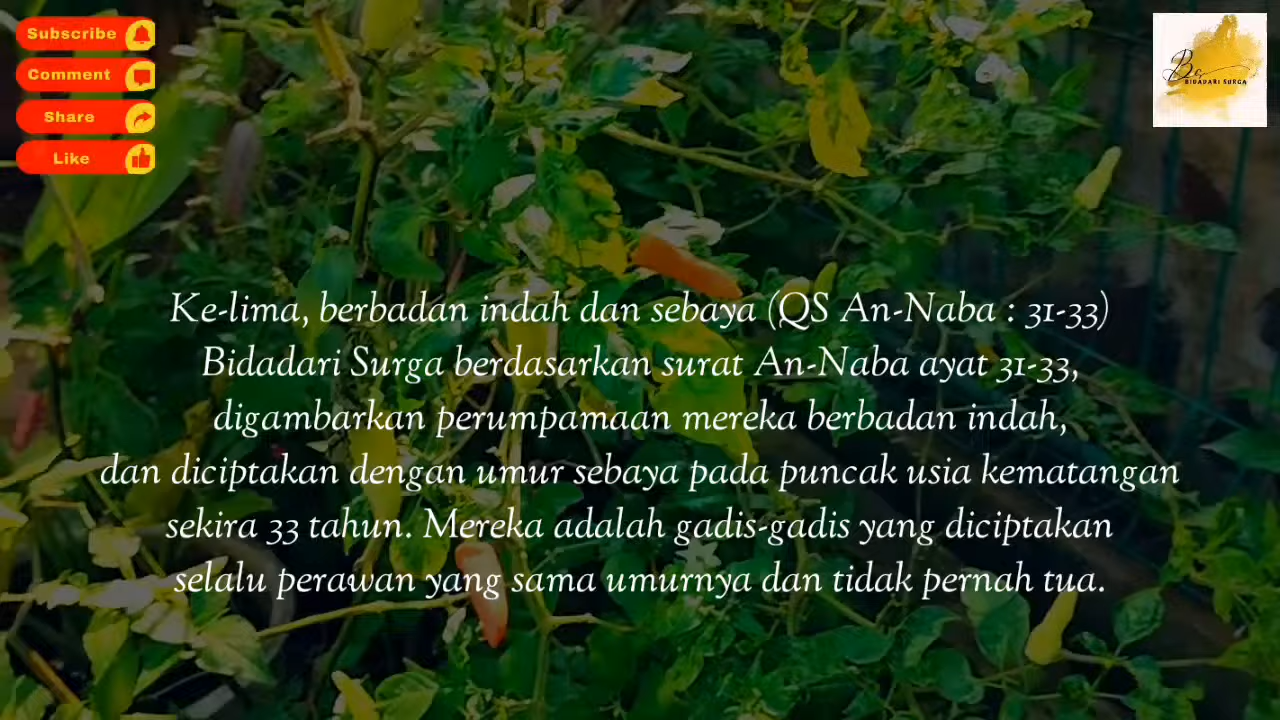 Subscribe
Comment
Share
Like
Bs
BIDADARI SURGA
Ke-lima, berbadan indah dan sebaya (QS An-Naba : 31-33)
Bidadari Surga berdasarkan surat An-Naba ayat 31-33,
digambarkan perumpamaan mereka berbadan indah,
dan diciptakan dengan umur sebaya pada puncak usia kematangan
sekira 33 tahun. Mereka adalah gadis-gadis yang diciptakan
selalu perawan yang sama umurnya dan tidak pernah tua.